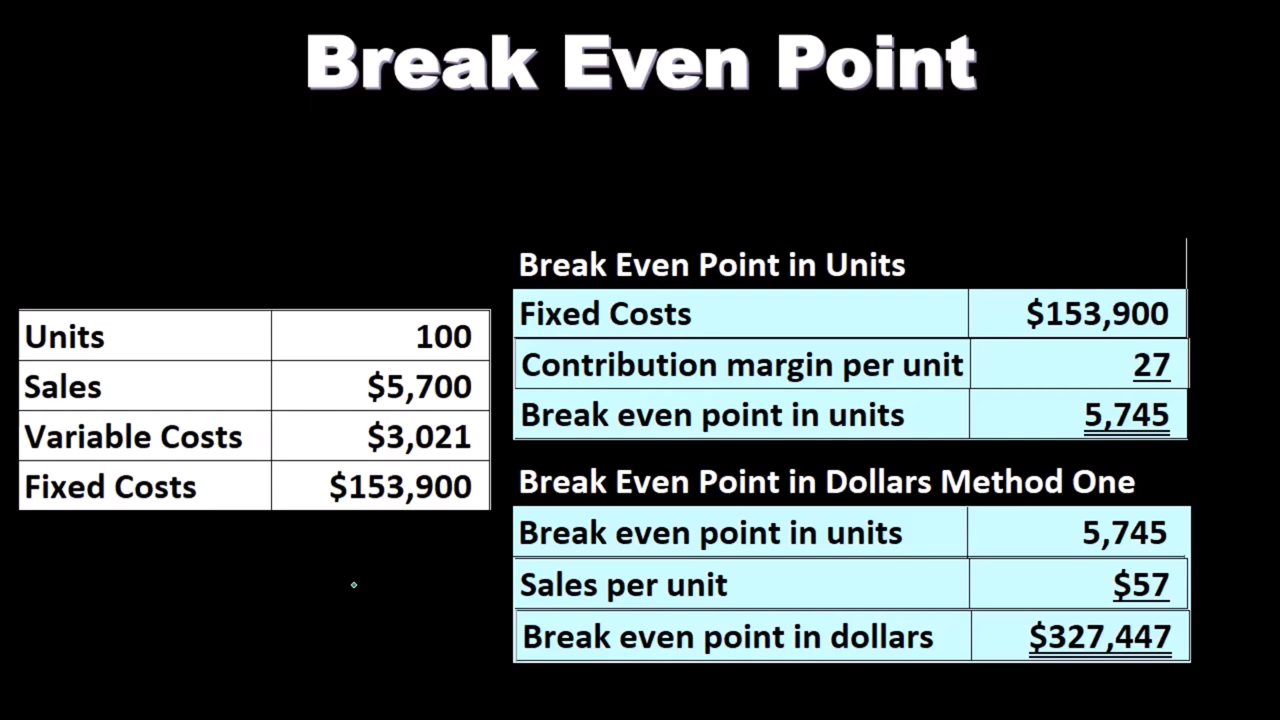 Break Even Point
Units 100
Sales $5,700
Variable Costs $3,021
Fixed Costs $153,900
Break Even Point in Units
Fixed Costs $153,900
Contribution margin per unit 27
Break even point in units 5,745
Break Even Point in Dollars Method One
Break even point in units 5,745
Sales per unit $57
Break even point in dollars $327,447